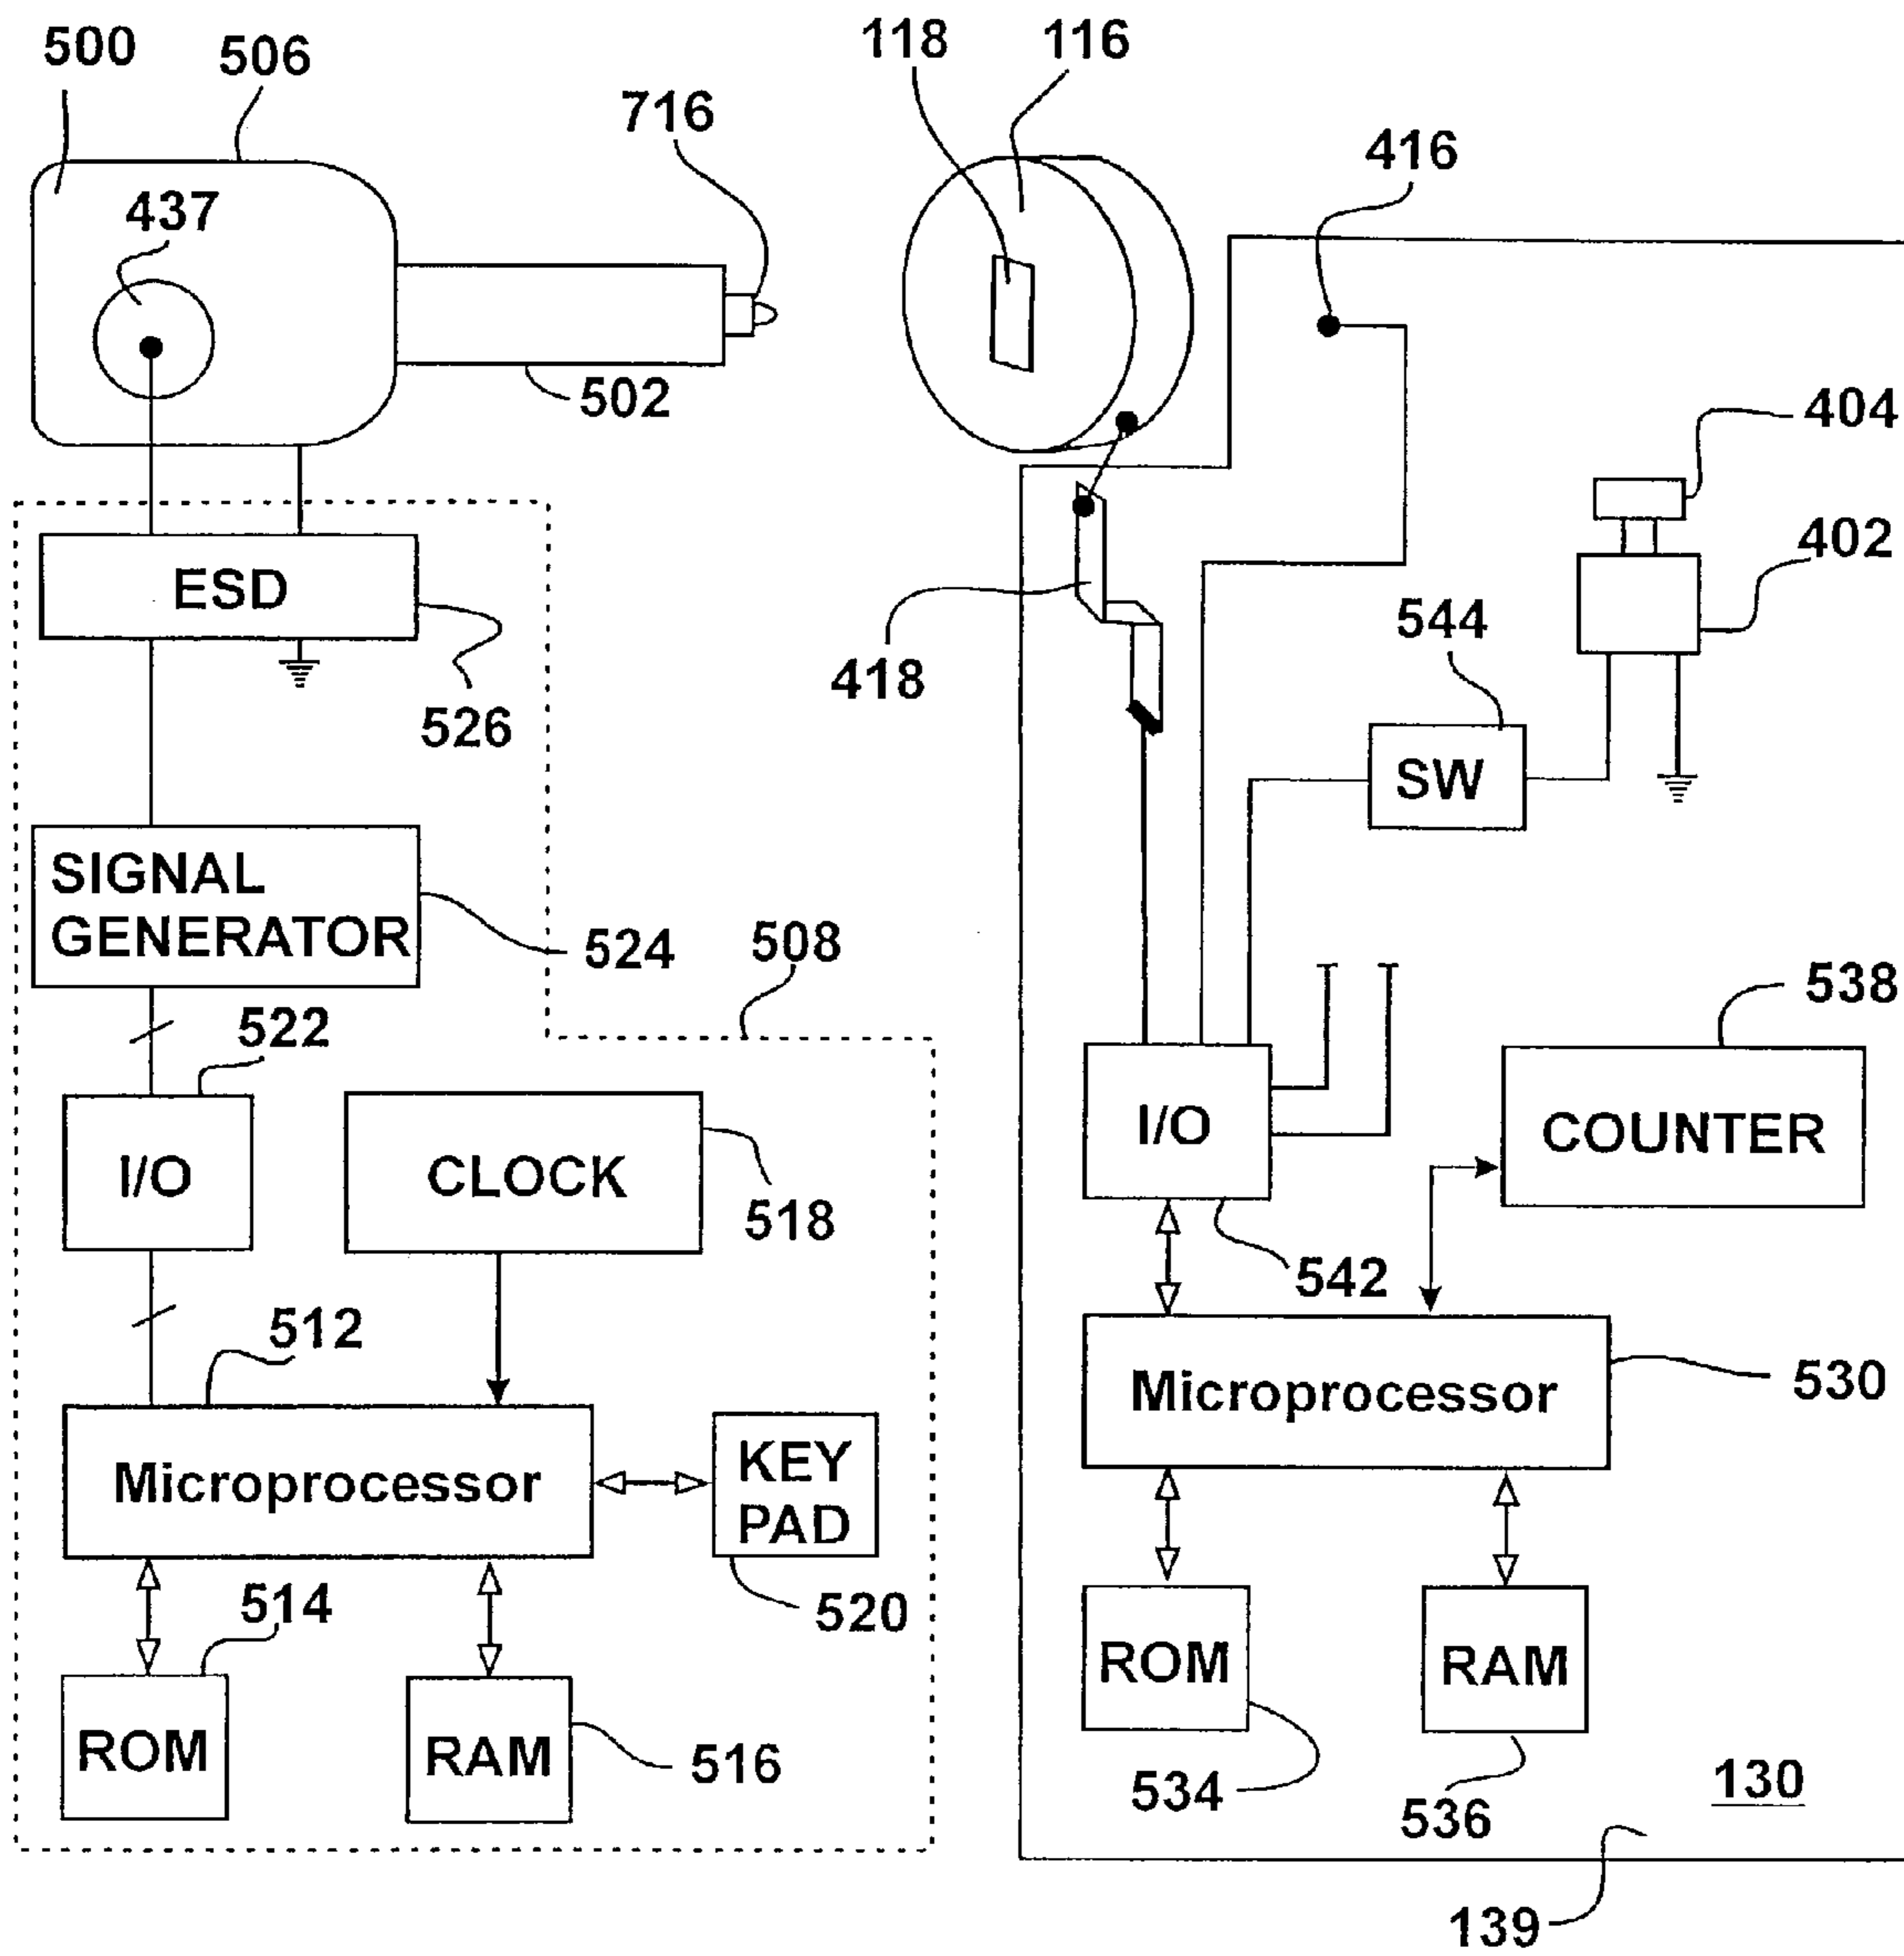 500
506
118
116
716
416
437
502
404
402
ESD
418
544
526
SW
SIGNAL
GENERATOR
524
508
538
522
I/O
CLOCK
518
I/O
COUNTER
542
512
Microprocessor
530
Microprocessor
KEY
PAD
514
520
ROM
RAM
516
ROM
RAM
534
536
130
139